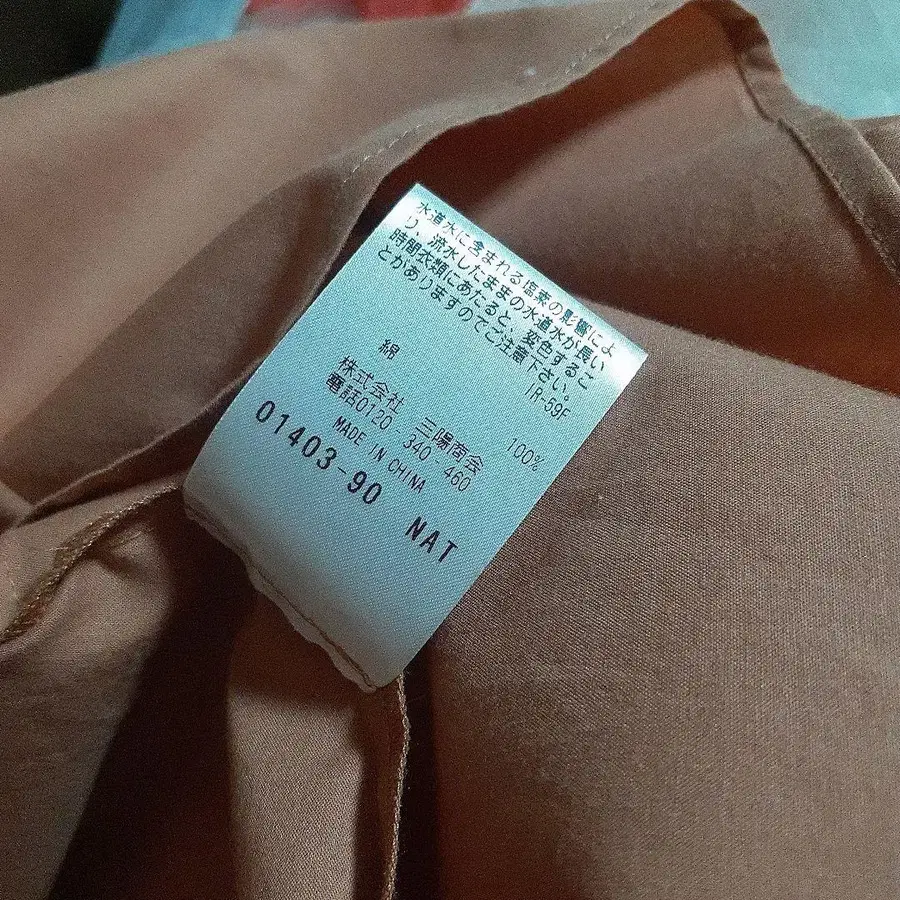 水道水に含まれる塩素の影響によ
り、流水したままの水道水が長い
時間衣類にあたると、変色するこ
とがありますのでご注意下さい。
IR-59F
綿 100%
株式会社 三陽商会
電話0120-340-460
MADE IN CHINA
01403-90 NAT